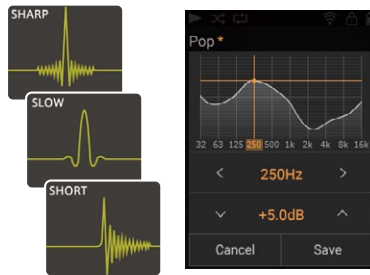 SHARP
SLOW
SHORT
Pop *
32 63 125 250 500 1k 2k 4k 8k 16k
< 250Hz >
+5.0dB
Cancel Save